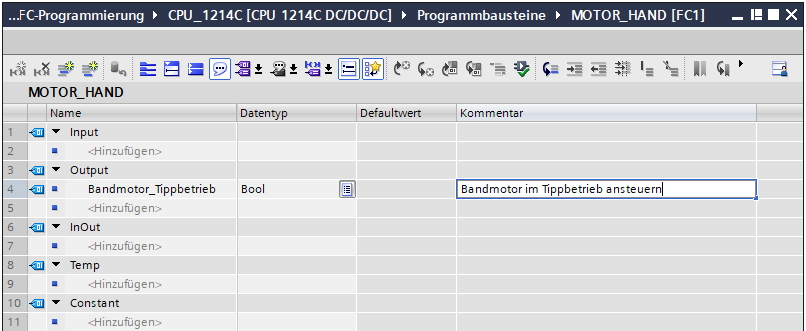 ...FC-Programmierung ▸ CPU_1214C [CPU 1214C DC/DC/DC] ▸ Programmbausteine ▸ MOTOR_HAND [FC1]
MOTOR_HAND
Name Datentyp Defaultwert Kommentar
1 Input
2 <Hinzufügen>
3 Output
4 Bandmotor_Tippbetrieb Bool Bandmotor im Tippbetrieb ansteuern
5 <Hinzufügen>
6 InOut
7 <Hinzufügen>
8 Temp
9 <Hinzufügen>
10 Constant
11 <Hinzufügen>